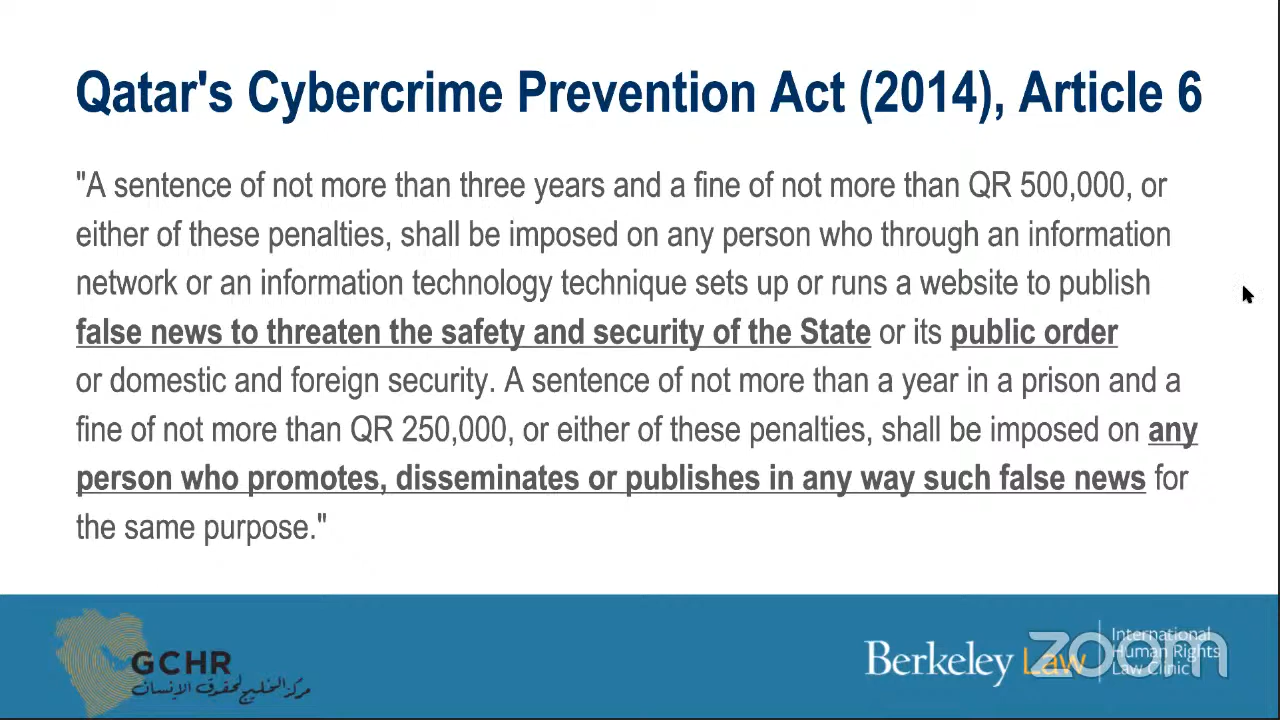 Qatar's Cybercrime Prevention Act (2014), Article 6
"A sentence of not more than three years and a fine of not more than QR 500,000, or
either of these penalties, shall be imposed on any person who through an information
network or an information technology technique sets up or runs a website to publish
false news to threaten the safety and security of the State or its public order
or domestic and foreign security. A sentence of not more than a year in a prison and a
fine of not more than QR 250,000, or either of these penalties, shall be imposed on any
person who promotes, disseminates or publishes in any way such false news for
the same purpose."
GCHR
مركز الخليج لحقوق الإنسان
Berkeley Law
International
Human Rights
Law Clinic
zoom